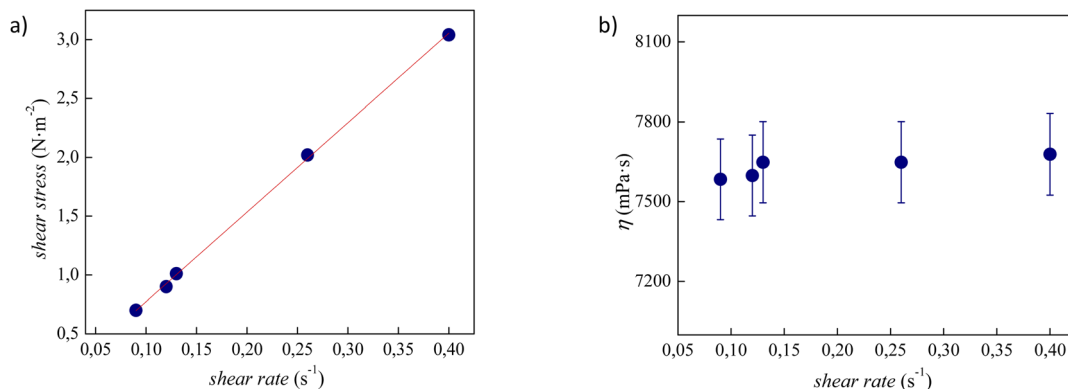 a)
shear stress (N·m-2)
3,0
2,5
2,0
1,5
1,0
0,5
0,05 0,10 0,15 0,20 0,25 0,30 0,35 0,40
shear rate (s-1)
b)
η (mPa·s)
8100
7800
7500
7200
0,05 0,10 0,15 0,20 0,25 0,30 0,35 0,40
shear rate (s-1)